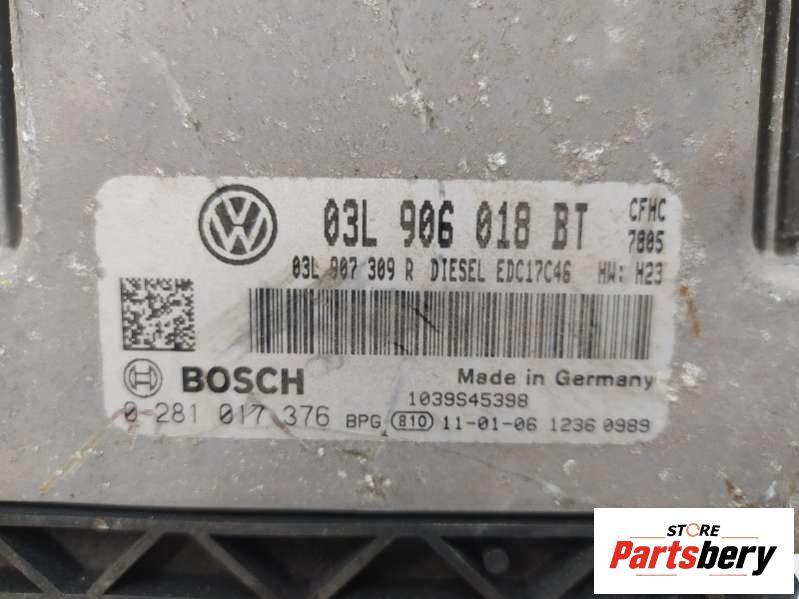 03L 906 018 BT CFHC
7805
03L 907 309 R DIESEL EDC17C46 HW: H23
BOSCH Made in Germany
1039S45398
0 281 017 376 BPG 810 11-01-06 1236 0989
STORE
Partsbery